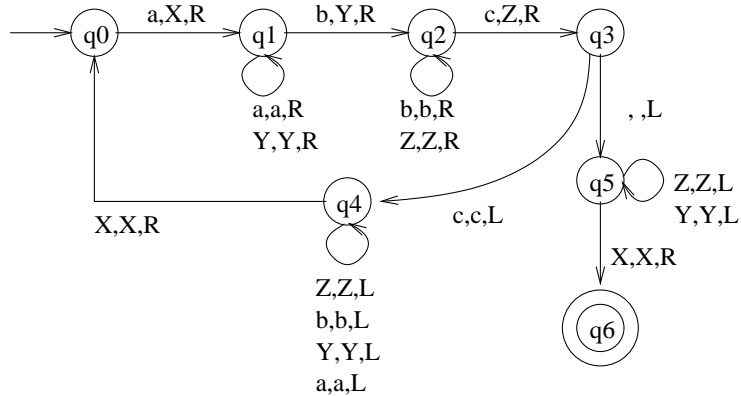 a,X,R
b,Y,R
c,Z,R
q0
q1
q2
q3
a,a,R
Y,Y,R
b,b,R
Z,Z,R
, ,L
q4
q5
Z,Z,L
Y,Y,L
X,X,R
c,c,L
X,X,R
Z,Z,L
b,b,L
Y,Y,L
a,a,L
q6